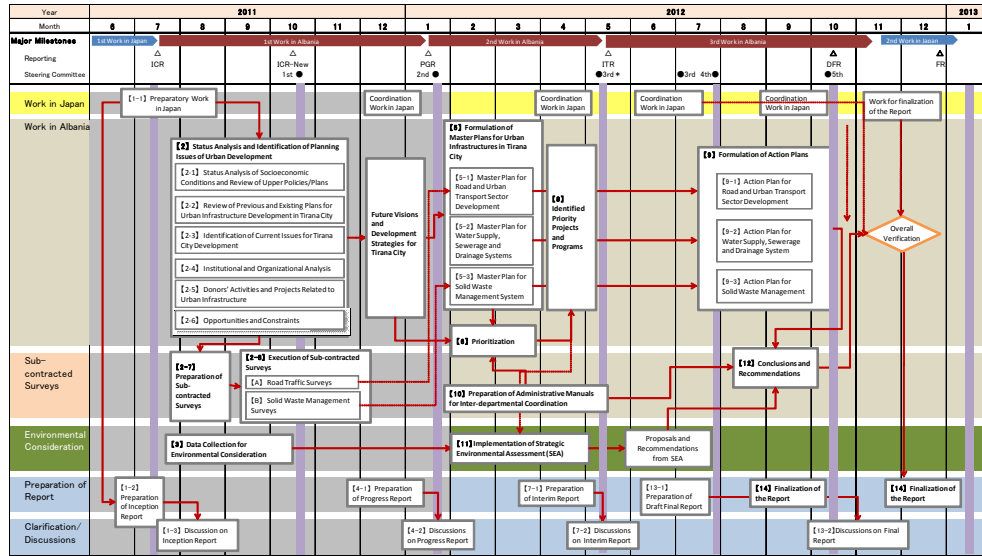 Year 2011 2012 2013
Month 6 7 8 9 10 11 12 1 2 3 4 5 6 7 8 9 10 11 12 1
Major Milestones 1st Work in Japan 1st Work in Albania 2nd Work in Albania 3rd Work in Albania 2nd Work in Japan
Reporting △ △ △ △ △ △
ICR ICR-New PGR ITR DFR FR
Steering Committee 1st ● 2nd ● ●3rd * ●3rd 4th● ●5th
Work in Japan
【1-1】 Preparatory Work
in Japan
Coordination
Work in Japan
Coordination
Work in Japan
Coordination
Work in Japan
Coordination
Work in Japan
Work for finalization
of the Report
Work in Albania
【2】 Status Analysis and Identification of Planning
Issues of Urban Development
【2-1】 Status Analysis of Socioeconomic
Conditions and Review of Upper Policies/Plans
【2-2】 Review of Previous and Existing Plans for
Urban Infrastructure Development in Tirana City
【2-3】 Identification of Current Issues for Tirana
City Development
【2-4】 Institutional and Organizational Analysis
【2-5】 Donors' Activities and Projects Related to
Urban Infrastructure
【2-6】 Opportunities and Constraints
Future Visions
and
Development
Strategies for
Tirana City
Formulation of
Master Plans for Urban
Infrastructures in Tirana
City
【5-1】 Master Plan for
Road and Urban
Transport Sector
Development
【5-2】 Master Plan for
Water Supply,
Sewerage and
Drainage Systems
【5-3】 Master Plan for
Solid Waste
Management System
Identified
Priority
Projects
and
Programs
【9】 Formulation of Action Plans
【9-1】 Action Plan for
Road and Urban Transport
Sector Development
【9-2】 Action Plan for
Water Supply, Sewerage
and Drainage System
【9-3】 Action Plan for
Solid Waste Management
Overall
Verification
Prioritization
Sub-
contracted
Surveys
【2-7】
Preparation of
Sub-
contracted
Surveys
Execution of Sub-contracted
Surveys
【A】 Road Traffic Surveys
【B】 Solid Waste Management
Surveys
【10】 Preparation of Administrative Manuals
for Inter-departmental Coordination
【12】 Conclusions and
Recommendations
Environmental
Consideration
【3】 Data Collection for
Environmental Consideration
【11】 Implementation of Strategic
Environmental Assessment (SEA)
Proposals and
Recommendations
from SEA
Preparation of
Report
【1-2】
Preparation
of Inception
Report
【4-1】 Preparation
of Progress Report
【7-1】 Preparation
of Interim Report
【13-1】
Preparation of
Draft Final Report
【14】 Finalization of
the Report
【14】 Finalization of
the Report
Clarification/
Discussions
【1-3】 Discussion on
Inception Report
【4-2】 Discussions
on Progress Report
【7-2】 Discussions
on Interim Report
【13-2】Discussions on Final
Report